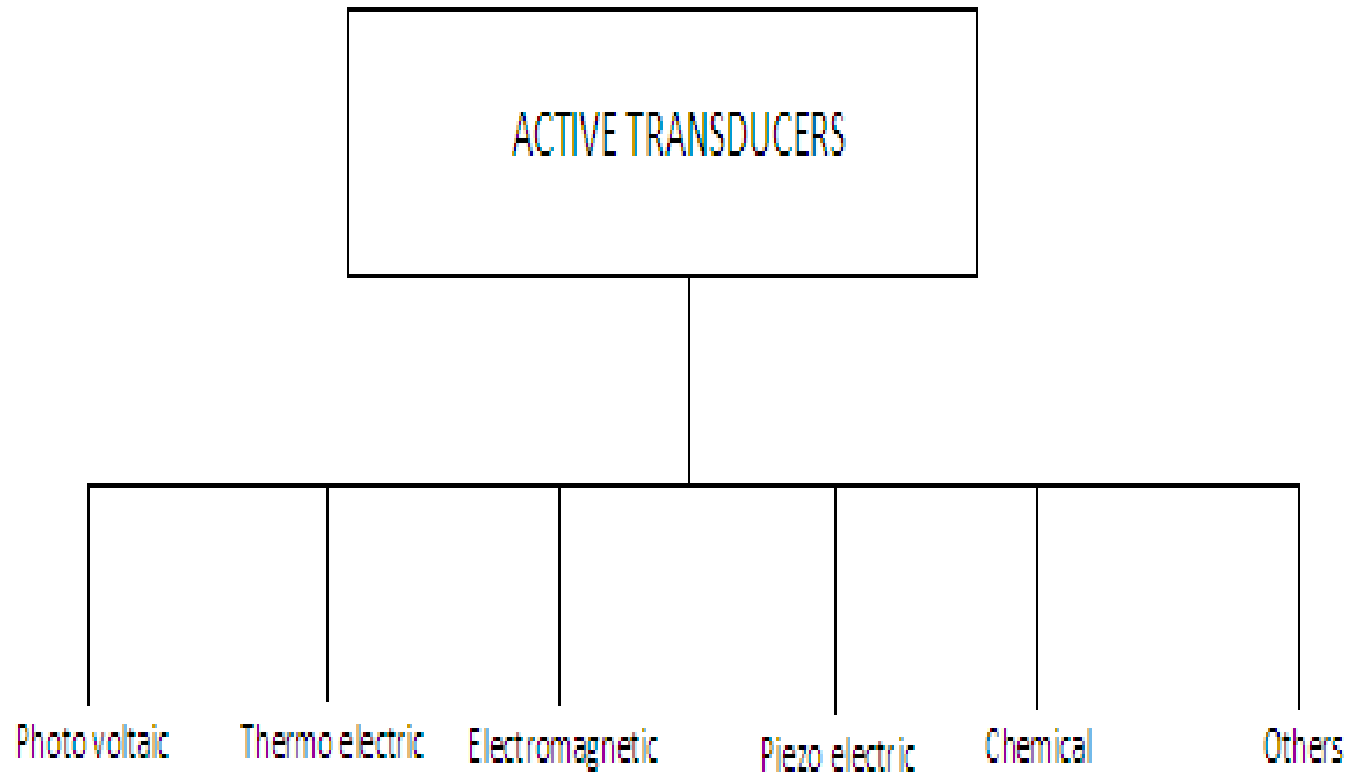 ACTIVE TRANSDUCERS
Photo voltaic
Thermo electric
Electromagnetic
Piezo electric
Chemical
Others